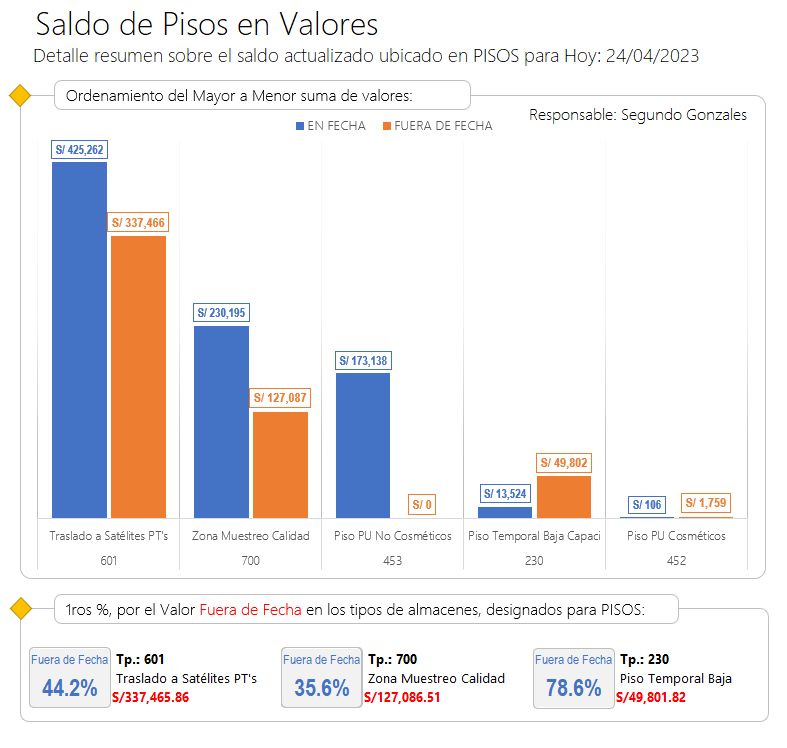 Saldo de Pisos en Valores
Detalle resumen sobre el saldo actualizado ubicado en PISOS para Hoy: 24/04/2023
Ordenamiento del Mayor a Menor suma de valores:
Responsable: Segundo Gonzales
EN FECHA FUERA DE FECHA
S/ 425,262
S/ 337,466
S/ 230,195
S/ 127,087
S/ 173,138
S/ 0
S/ 13,524
S/ 49,802
S/ 106
S/ 1,759
Traslado a Satélites PT's Zona Muestreo Calidad Piso PU No Cosméticos Piso Temporal Baja Capaci Piso PU Cosméticos
601 700 453 230 452
1ros %, por el Valor Fuera de Fecha en los tipos de almacenes, designados para PISOS:
Fuera de Fecha
44.2%
Tp.: 601
Traslado a Satélites PT's
S/337,465.86
Fuera de Fecha
35.6%
Tp.: 700
Zona Muestreo Calidad
S/127,086.51
Fuera de Fecha
78.6%
Tp.: 230
Piso Temporal Baja
S/49,801.82